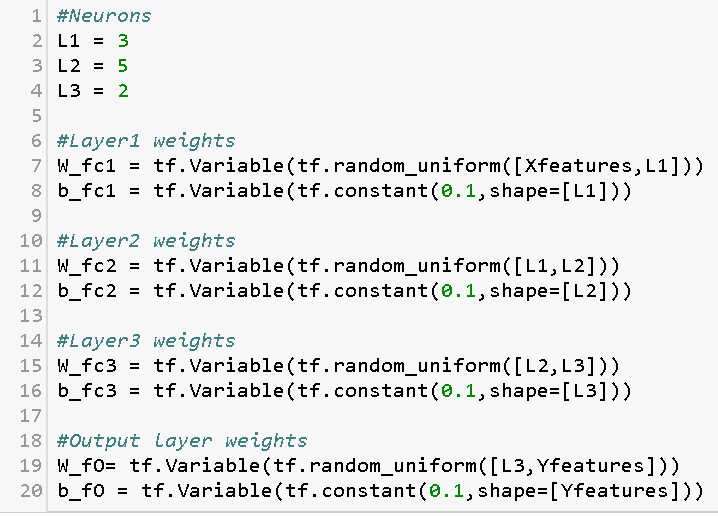 1 #Neurons
2 L1 = 3
3 L2 = 5
4 L3 = 2
5
6 #Layer1 weights
7 W_fc1 = tf.Variable(tf.random_uniform([Xfeatures,L1]))
8 b_fc1 = tf.Variable(tf.constant(0.1,shape=[L1]))
9
10 #Layer2 weights
11 W_fc2 = tf.Variable(tf.random_uniform([L1,L2]))
12 b_fc2 = tf.Variable(tf.constant(0.1,shape=[L2]))
13
14 #Layer3 weights
15 W_fc3 = tf.Variable(tf.random_uniform([L2,L3]))
16 b_fc3 = tf.Variable(tf.constant(0.1,shape=[L3]))
17
18 #Output layer weights
19 W_fO= tf.Variable(tf.random_uniform([L3,Yfeatures]))
20 b_fO = tf.Variable(tf.constant(0.1,shape=[Yfeatures]))